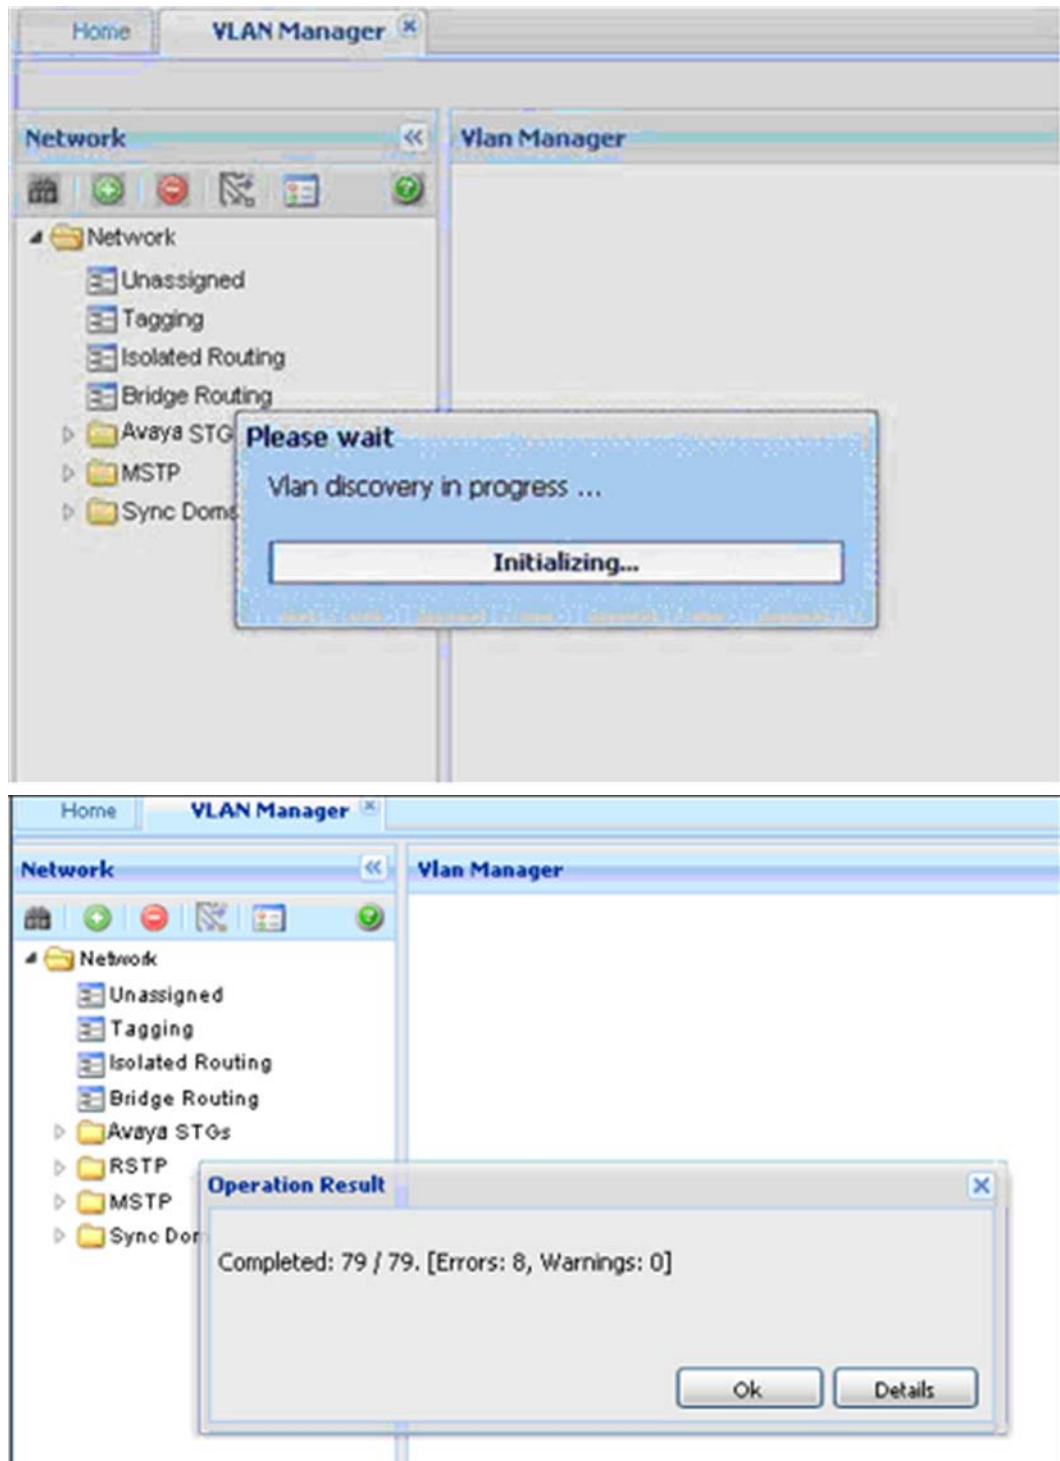 Home
VLAN Manager
Network
Vlan Manager
Network
Unassigned
Tagging
Isolated Routing
Bridge Routing
Avaya STG
MSTP
Sync Doms
Please wait
Vlan discovery in progress ...
Initializing...
Home
VLAN Manager
Network
Vlan Manager
Network
Unassigned
Tagging
Isolated Routing
Bridge Routing
Avaya STGs
RSTP
MSTP
Sync Dor
Operation Result
Completed: 79 / 79. [Errors: 8, Warnings: 0]
Ok
Details